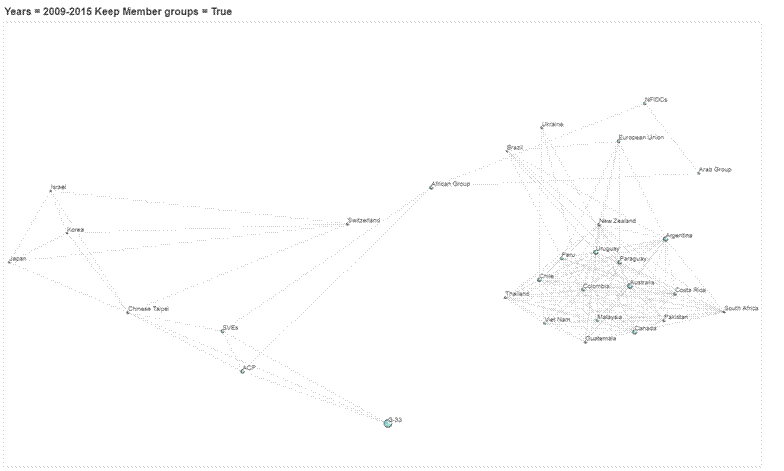 Years = 2009-2015 Keep Member groups = True
NFIDCs
Ukraine
European Union
Brazil
Arab Group
African Group
Israel
Switzerland
New Zealand
Korea
Argentina
Uruguay
Peru
Paraguay
Japan
Chile
Colombia
Australia
Costa Rica
Thailand
Chinese Taipei
South Africa
Viet Nam
Malaysia
Pakistan
SVEs
Canada
Guatemala
ACP
G-33